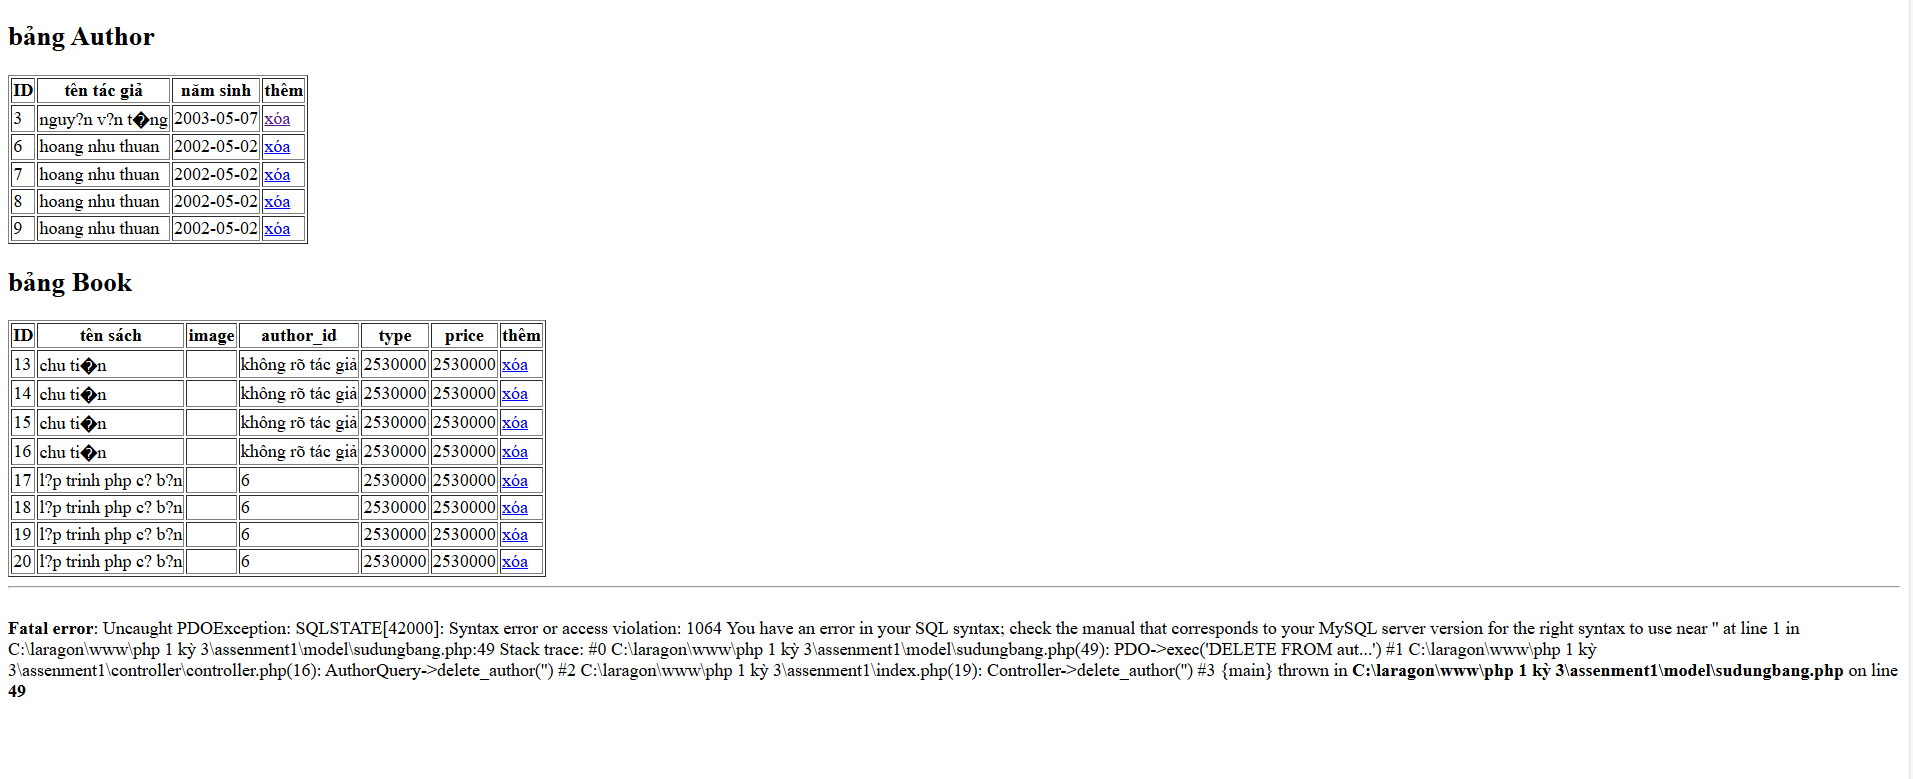 bảng Author
ID tên tác giả năm sinh thêm
3 nguy?n v?n t�ng 2003-05-07 xóa
6 hoang nhu thuan 2002-05-02 xóa
7 hoang nhu thuan 2002-05-02 xóa
8 hoang nhu thuan 2002-05-02 xóa
9 hoang nhu thuan 2002-05-02 xóa
bảng Book
ID tên sách image author_id type price thêm
13 chu ti�n không rõ tác giả 2530000 2530000 xóa
14 chu ti�n không rõ tác giả 2530000 2530000 xóa
15 chu ti�n không rõ tác giả 2530000 2530000 xóa
16 chu ti�n không rõ tác giả 2530000 2530000 xóa
17 l?p trinh php c? b?n 6 2530000 2530000 xóa
18 l?p trinh php c? b?n 6 2530000 2530000 xóa
19 l?p trinh php c? b?n 6 2530000 2530000 xóa
20 l?p trinh php c? b?n 6 2530000 2530000 xóa
Fatal error: Uncaught PDOException: SQLSTATE[42000]: Syntax error or access violation: 1064 You have an error in your SQL syntax; check the manual that corresponds to your MySQL server version for the right syntax to use near '' at line 1 in
C:\laragon\www\php 1 kỳ 3\assenment1\model\sudungbang.php:49 Stack trace: #0 C:\laragon\www\php 1 kỳ 3\assenment1\model\sudungbang.php(49): PDO->exec('DELETE FROM aut...') #1 C:\laragon\www\php 1 kỳ
3\assenment1\controller\controller.php(16): AuthorQuery->delete_author('') #2 C:\laragon\www\php 1 kỳ 3\assenment1\index.php(19): Controller->delete_author('') #3 {main} thrown in C:\laragon\www\php 1 kỳ 3\assenment1\model\sudungbang.php on line
49